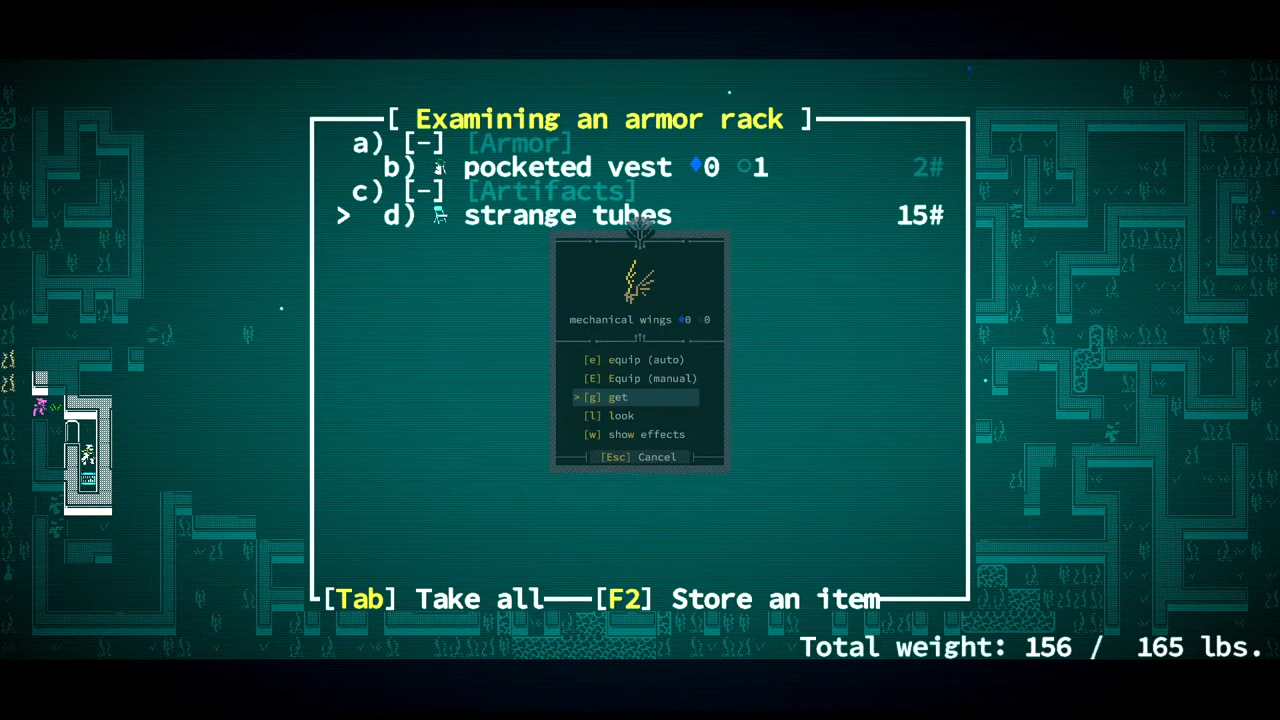 [ Examining an armor rack ]
a) [-] [Armor]
b) pocketed vest ♦0 ○1 2#
c) [-] [Artifacts]
> d) strange tubes 15#
mechanical wings ♦0 ○0
[e] equip (auto)
[E] Equip (manual)
> [g] get
[l] look
[w] show effects
[Esc] Cancel
[Tab] Take all [F2] Store an item
Total weight: 156 / 165 lbs.